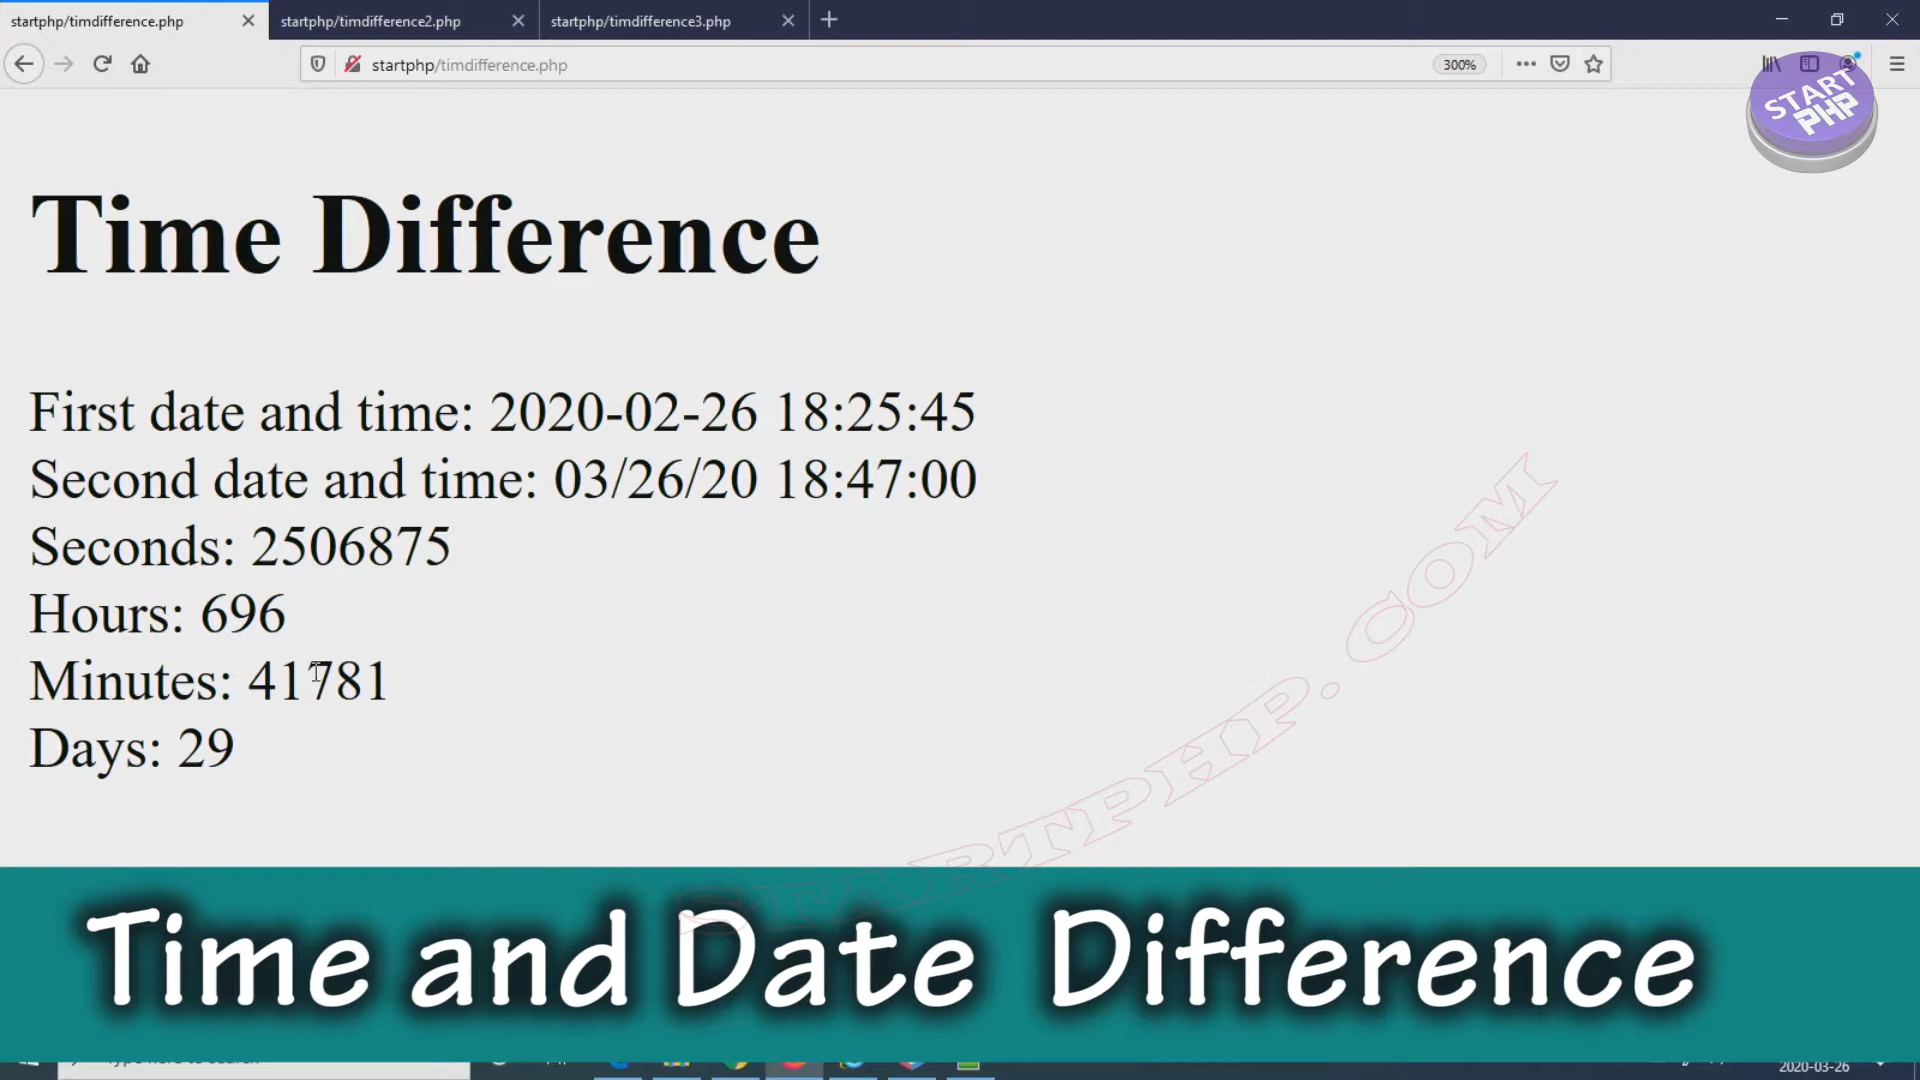 startphp/timdifference.php
startphp/timdifference2.php
startphp/timdifference3.php
startphp/timdifference.php
300%
START
PHP
Time Difference
First date and time: 2020-02-26 18:25:45
Second date and time: 03/26/20 18:47:00
Seconds: 2506875
Hours: 696
Minutes: 41781
Days: 29
STARTPHP.COM
Time and Date Difference
2020-03-26